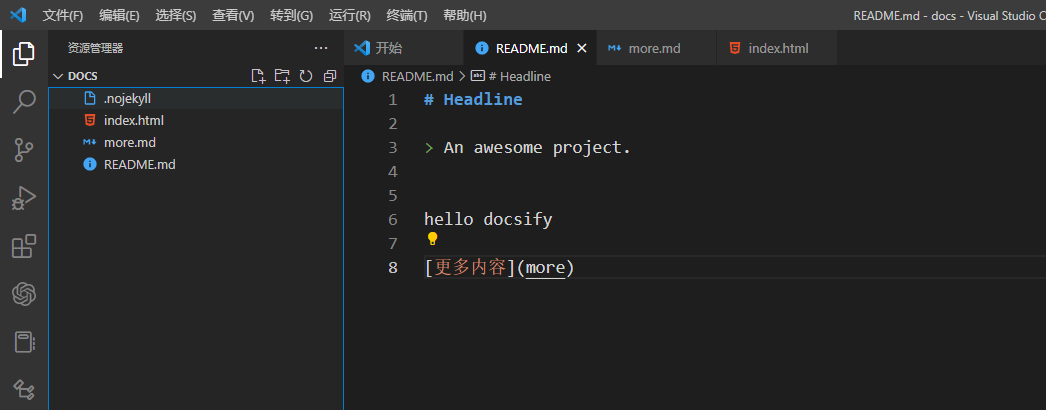 文件(F) 编辑(E) 选择(S) 查看(V) 转到(G) 运行(R) 终端(T) 帮助(H) README.md - docs - Visual Studio C
资源管理器 ···
DOCS
.nojekyll
index.html
more.md
README.md
开始 README.md more.md index.html
README.md > # Headline
1 # Headline
2
3 > An awesome project.
4
5
6 hello docsify
7
8 [更多内容](more)